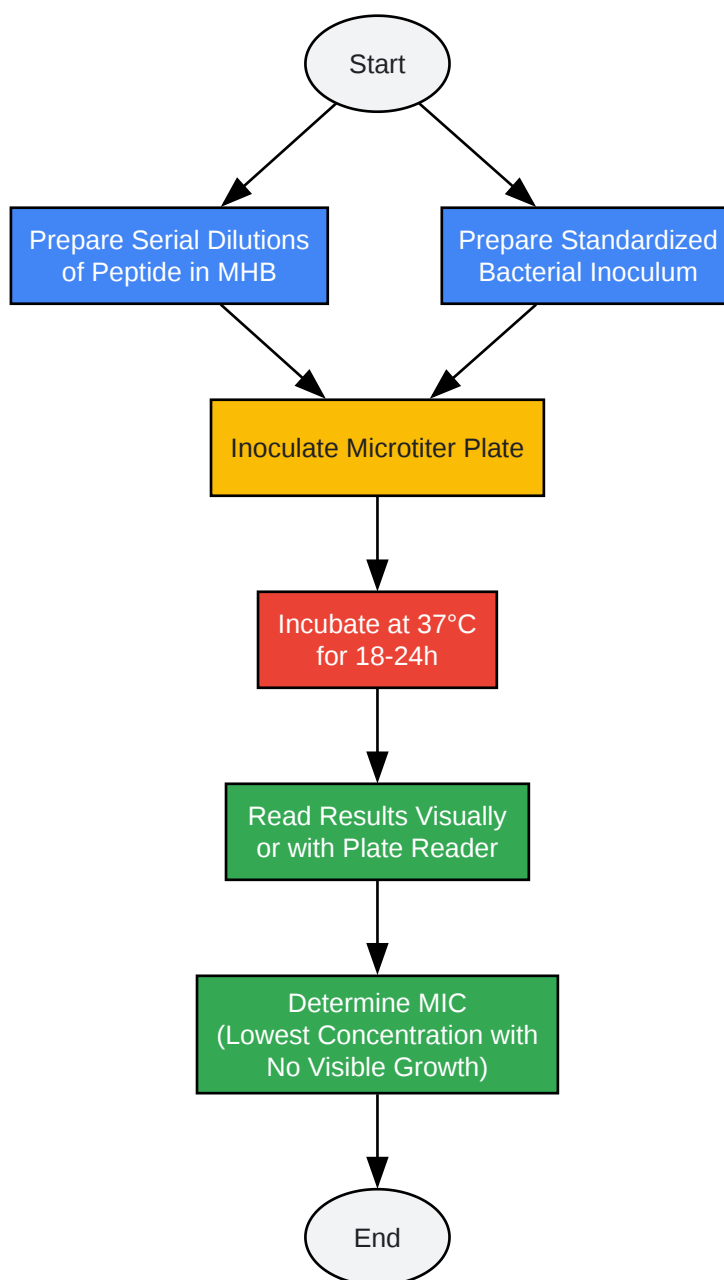 Start
Prepare Serial Dilutions
of Peptide in MHB
Prepare Standardized
Bacterial Inoculum
Inoculate Microtiter Plate
Incubate at 37°C
for 18-24h
Read Results Visually
or with Plate Reader
Determine MIC
(Lowest Concentration with
No Visible Growth)
End